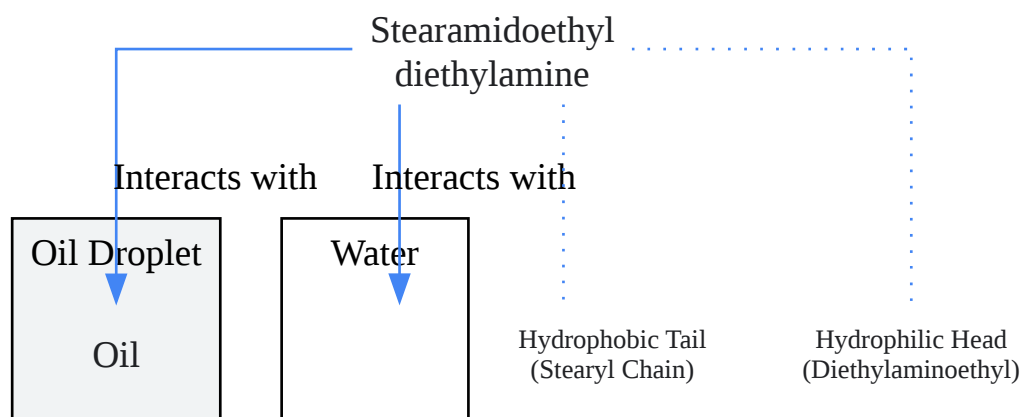 Stearamidoethyl
diethylamine
Interacts with
Interacts with
Oil Droplet
Water
Oil
Hydrophobic Tail
(Stearyl Chain)
Hydrophilic Head
(Diethylaminoethyl)